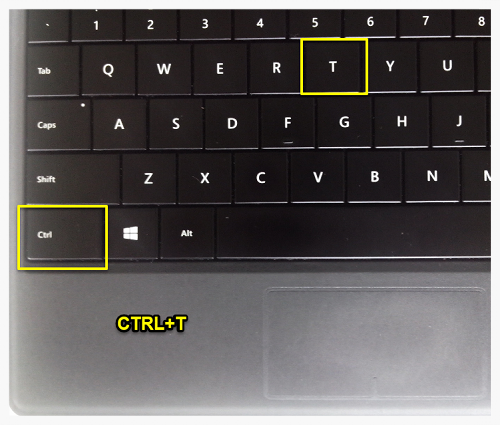 ` 1 2 3 4 5 6 7 8
Tab Q W E R T Y U
Caps A S D F G H J
Shift Z X C V B N M
Ctrl Alt
CTRL+T